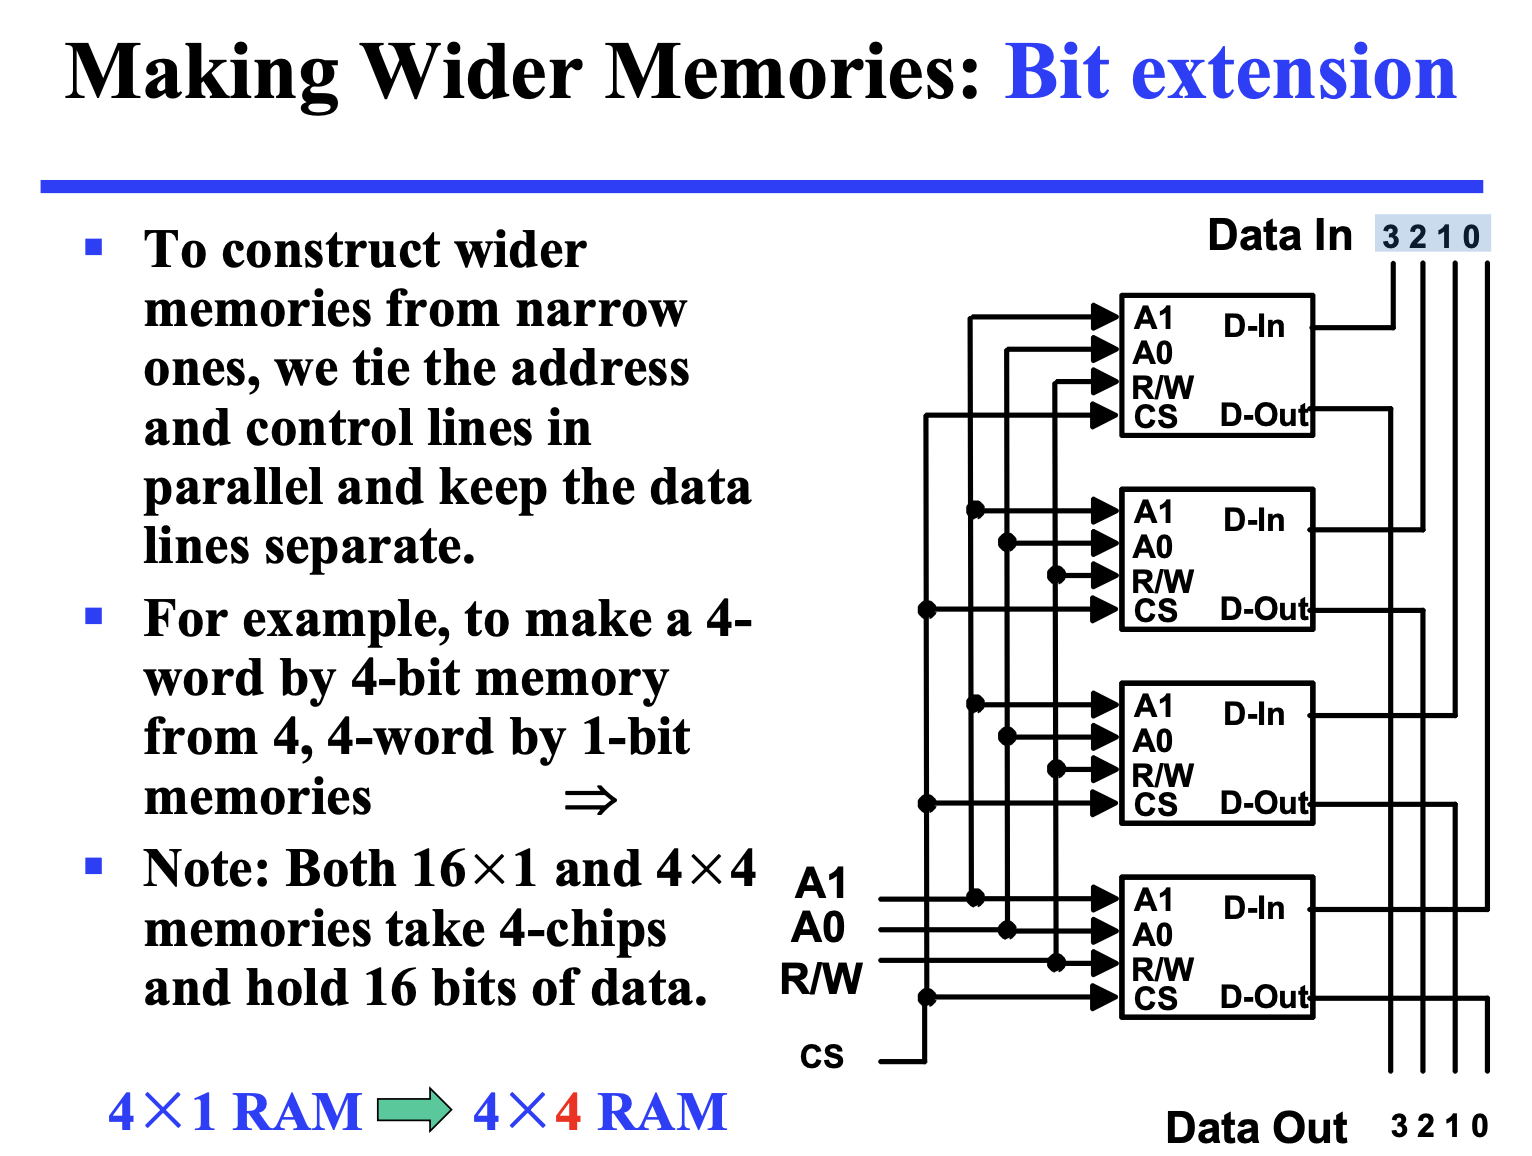 Making Wider Memories: Bit extension
▪ To construct wider
memories from narrow
ones, we tie the address
and control lines in
parallel and keep the data
lines separate.
▪ For example, to make a 4-
word by 4-bit memory
from 4, 4-word by 1-bit
memories ⇒
▪ Note: Both 16×1 and 4×4
memories take 4-chips
and hold 16 bits of data.
4×1 RAM 4×4 RAM
Data In 3 2 1 0
A1 D-In
A0
R/W
CS D-Out
A1 D-In
A0
R/W
CS D-Out
A1 D-In
A0
R/W
CS D-Out
A1 D-In
A0
R/W
CS D-Out
A1
A0
R/W
CS
Data Out 3 2 1 0